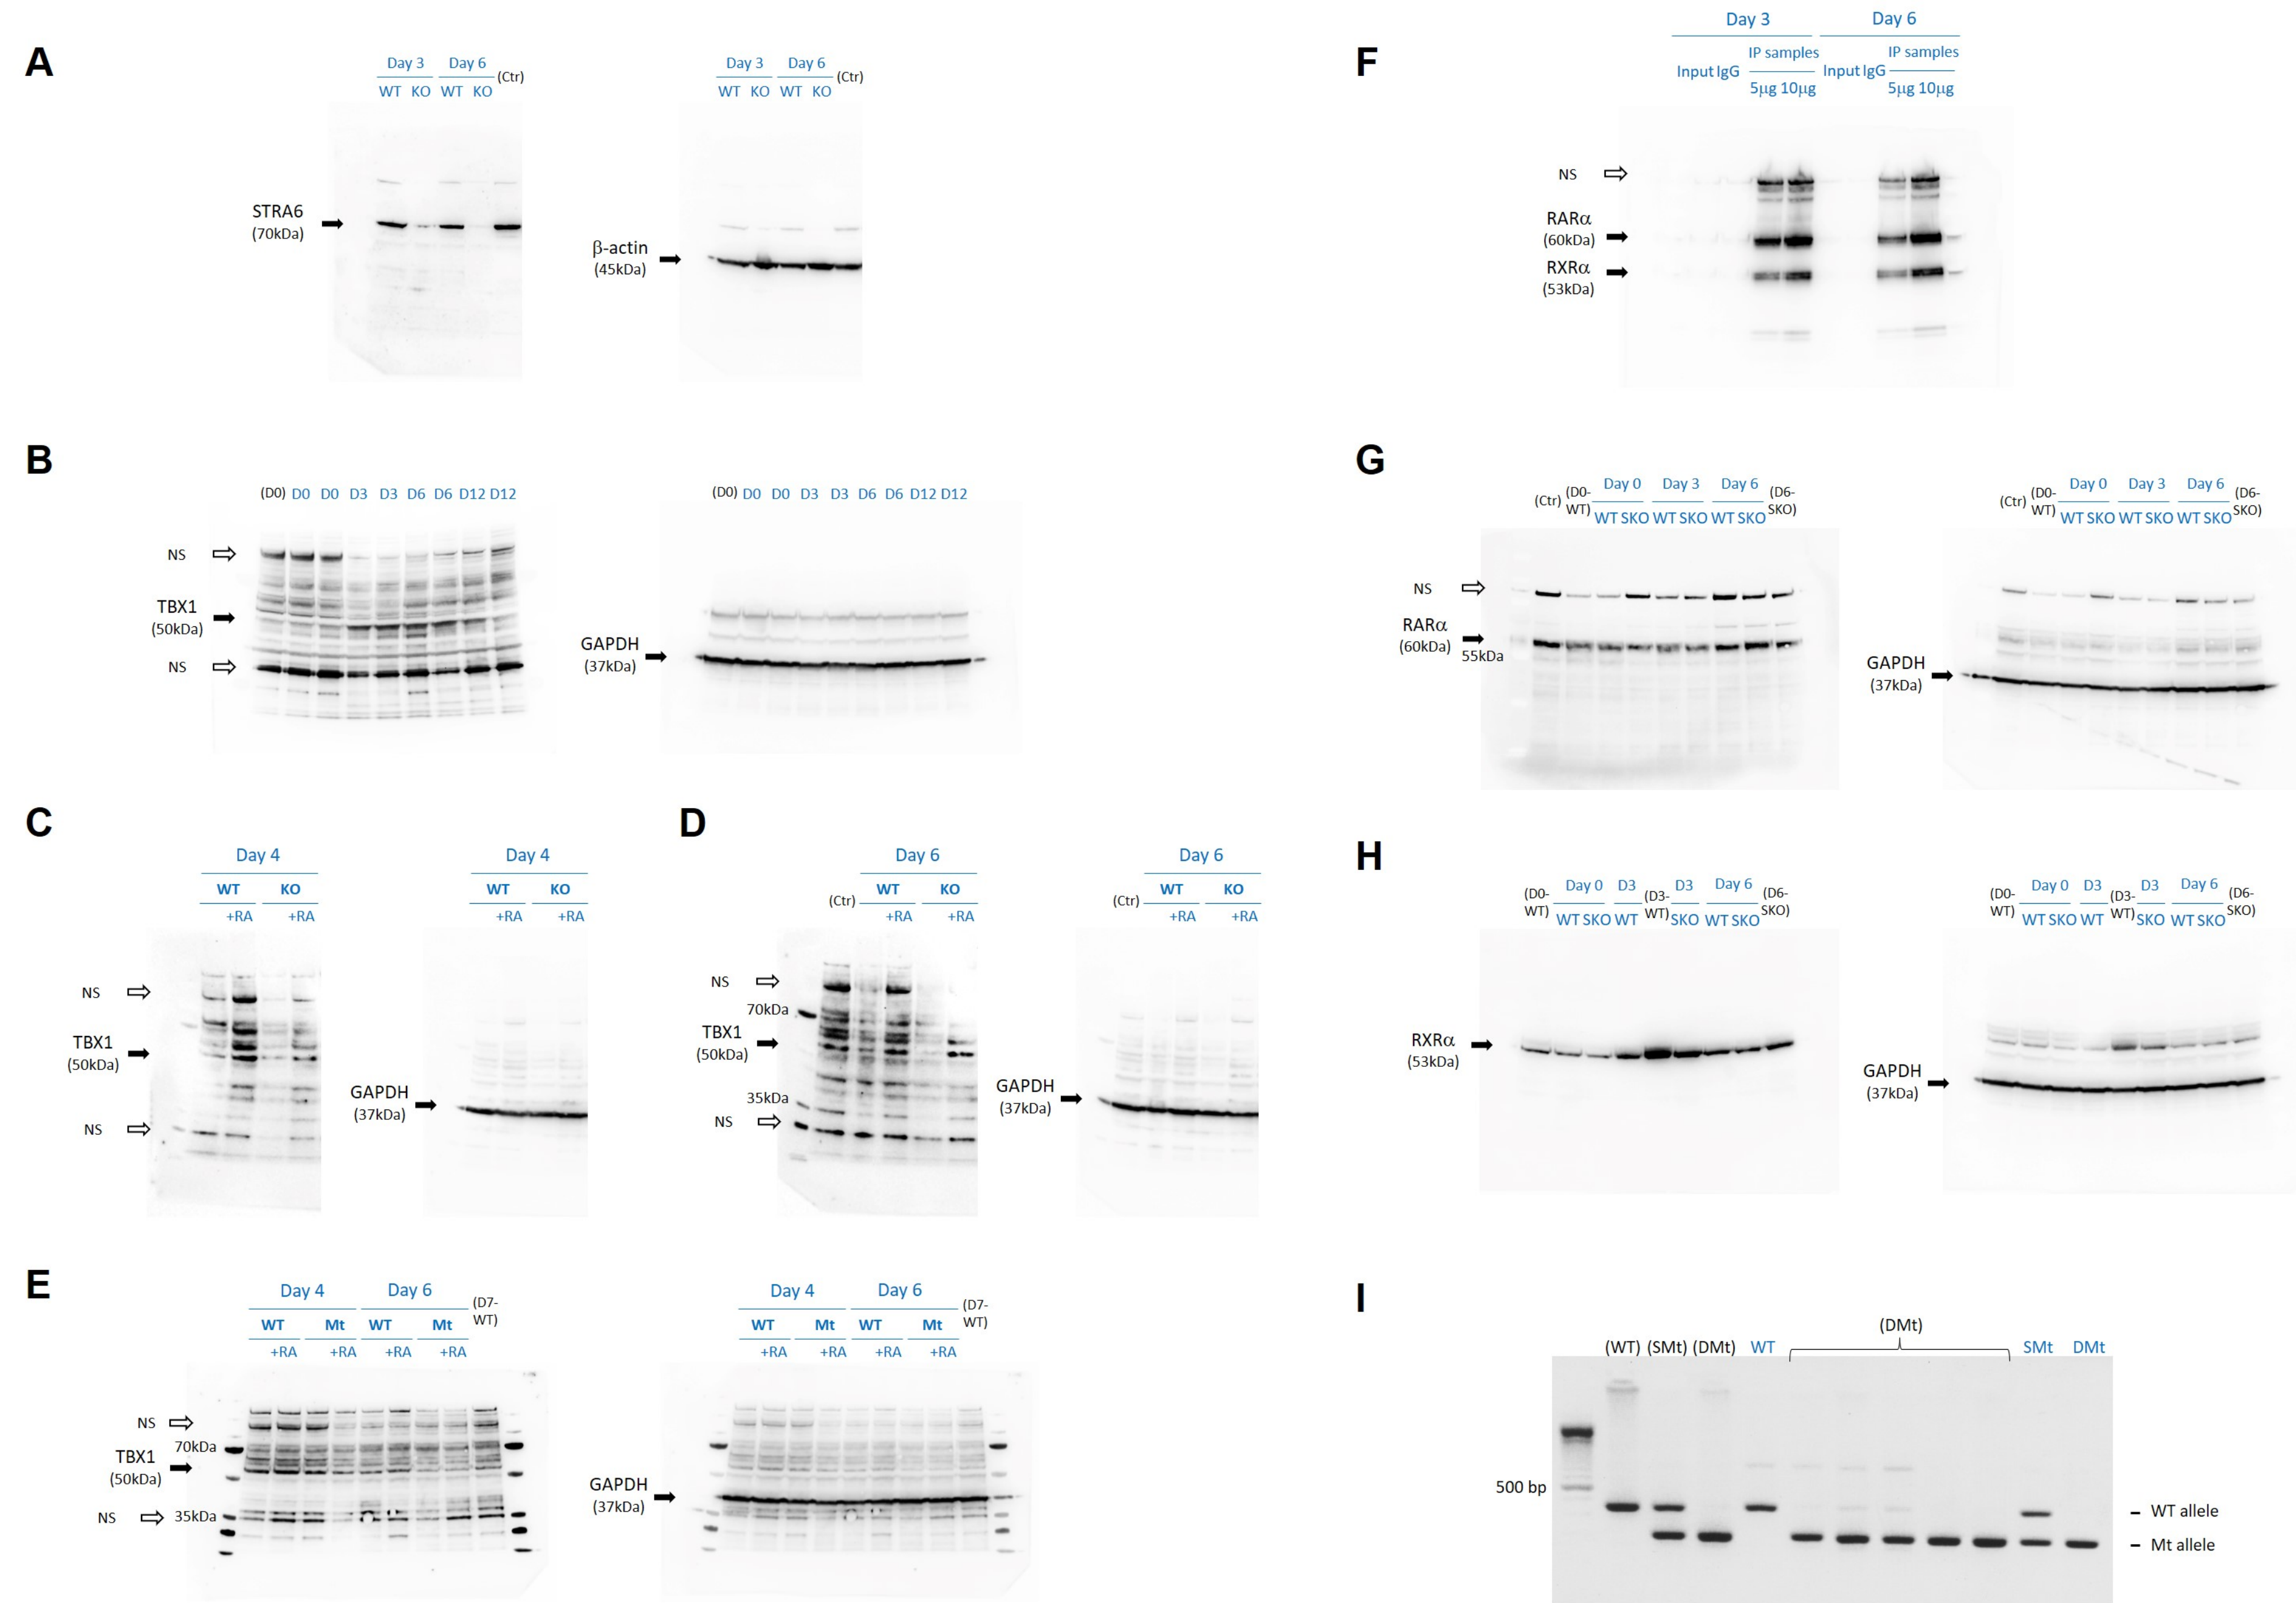 A
Day 3 Day 6 (Ctr)
WT KO WT KO
STRA6
(70kDa)
Day 3 Day 6 (Ctr)
WT KO WT KO
β-actin
(45kDa)
B
(D0) D0 D0 D3 D3 D6 D6 D12 D12
NS
TBX1
(50kDa)
NS
(D0) D0 D0 D3 D3 D6 D6 D12 D12
GAPDH
(37kDa)
C
Day 4
WT KO
+RA +RA
NS
TBX1
(50kDa)
NS
Day 4
WT KO
+RA +RA
GAPDH
(37kDa)
D
Day 6
(Ctr) WT KO
+RA +RA
NS
70kDa
TBX1
(50kDa)
35kDa
NS
Day 6
(Ctr) WT KO
+RA +RA
GAPDH
(37kDa)
E
Day 4 Day 6 (D7-
WT)
WT Mt WT Mt
+RA +RA +RA +RA
NS
70kDa
TBX1
(50kDa)
NS 35kDa
Day 4 Day 6 (D7-
WT)
WT Mt WT Mt
+RA +RA +RA +RA
GAPDH
(37kDa)
F
Day 3 Day 6
IP samples IP samples
Input IgG Input IgG
5μg 10μg 5μg 10μg
NS
RARα
(60kDa)
RXRα
(53kDa)
G
Day 0 Day 3 Day 6
(Ctr) (D0-
WT) (D6-
SKO)
WT SKO WT SKO WT SKO
NS
RARα
(60kDa)
55kDa
Day 0 Day 3 Day 6
(Ctr) (D0-
WT) (D6-
SKO)
WT SKO WT SKO WT SKO
GAPDH
(37kDa)
H
Day 0 D3 D3 Day 6
(D0-
WT) (D3-
WT) (D6-
SKO)
WT SKO WT SKO WT SKO
RXRα
(53kDa)
Day 0 D3 D3 Day 6
(D0-
WT) (D3-
WT) (D6-
SKO)
WT SKO WT SKO WT SKO
GAPDH
(37kDa)
I
(DMt)
(WT) (SMt) (DMt) WT SMt DMt
500 bp
WT allele
Mt allele